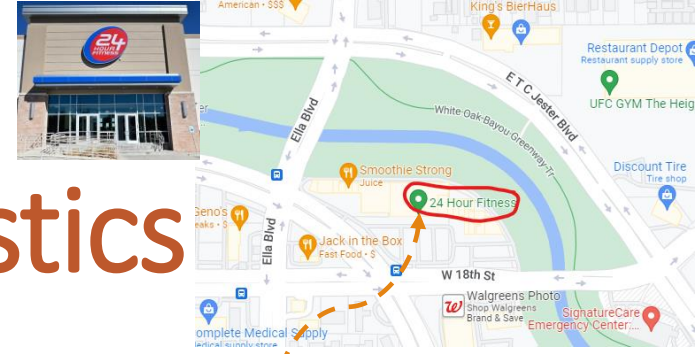 24
HOUR
FITNESS
American • $$$
King's BierHaus
Restaurant Depot
Restaurant supply store
UFC GYM The Heig
E T C Jester Blvd
White Oak Bayou Greenway Tr
Ella Blvd
Smoothie Strong
Juice
24 Hour Fitness
Discount Tire
Tire shop
stics
Geno's
eaks • $
Ella Blvd
Jack in the Box
Fast Food • $
W 18th St
Walgreens Photo
Shop Walgreens
Brand & Save
SignatureCare
Emergency Center:...
omplete Medical Supply
edical supply store